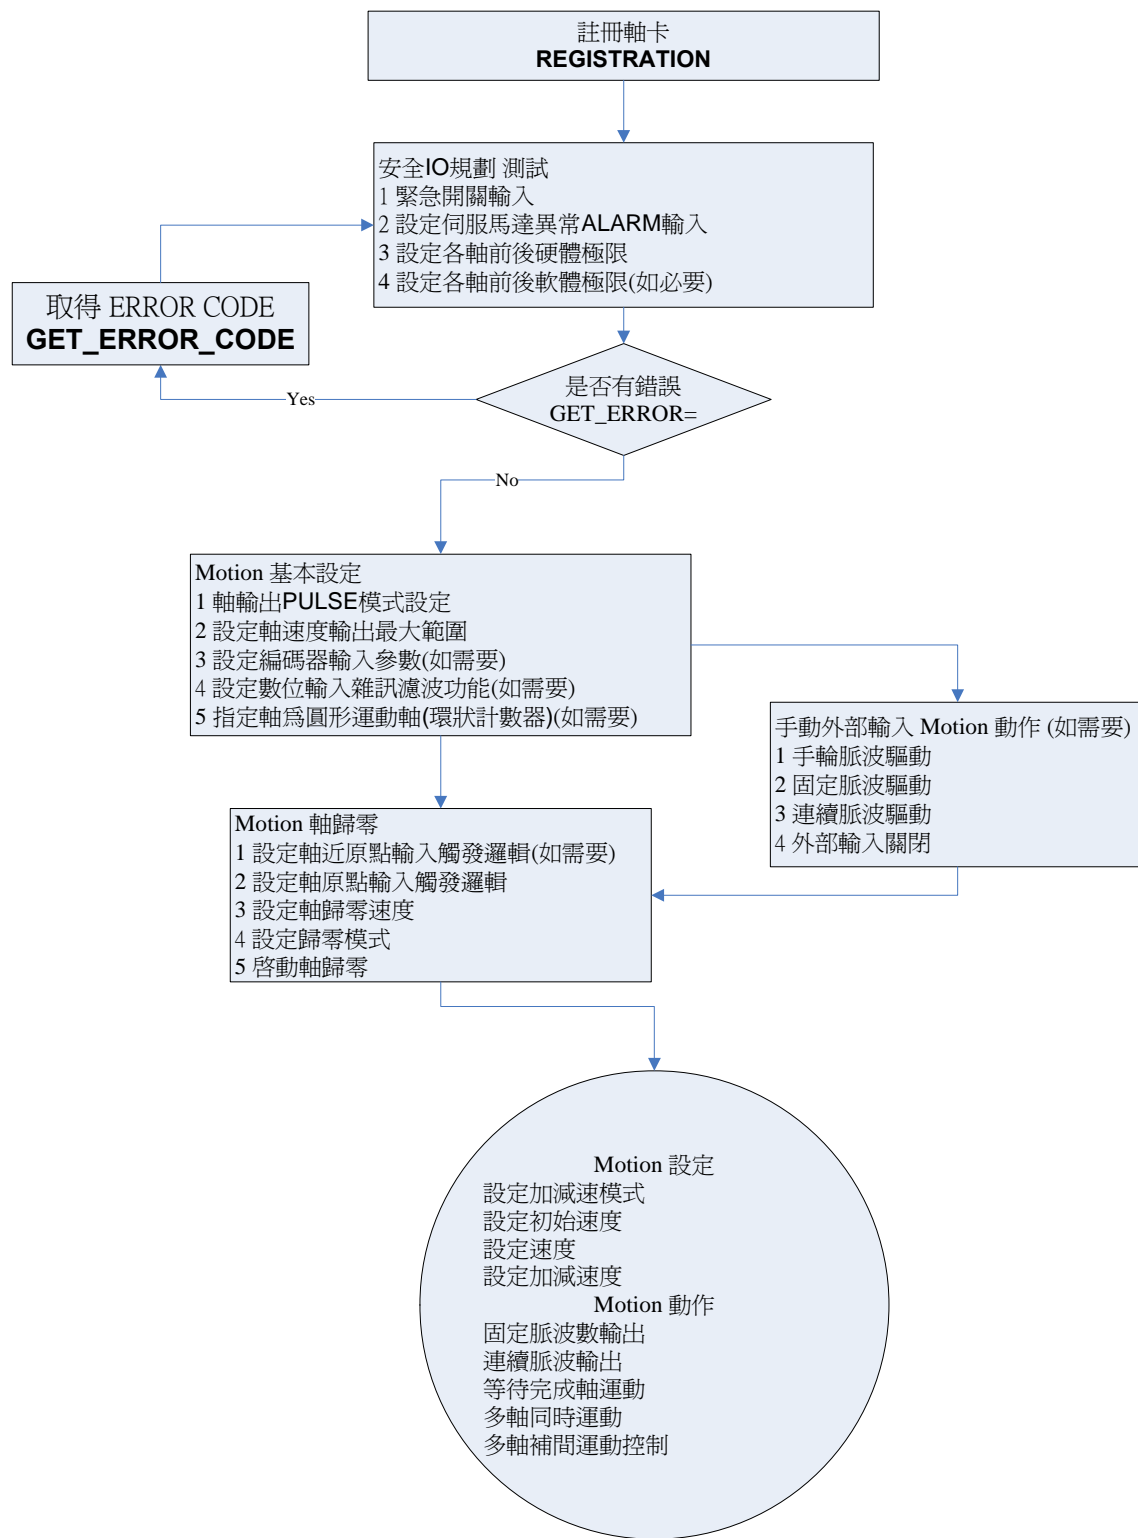 註冊軸卡
REGISTRATION
安全IO規劃 測試
1 緊急開關輸入
2 設定伺服馬達異常ALARM輸入
3 設定各軸前後硬體極限
4 設定各軸前後軟體極限(如必要)
取得 ERROR CODE
GET_ERROR_CODE
是否有錯誤
GET_ERROR=
Yes
No
Motion 基本設定
1 軸輸出PULSE模式設定
2 設定軸速度輸出最大範圍
3 設定編碼器輸入參數(如需要)
4 設定數位輸入雜訊濾波功能(如需要)
5 指定軸爲圓形運動軸(環狀計數器)(如需要)
手動外部輸入 Motion 動作 (如需要)
1 手輪脈波驅動
2 固定脈波驅動
3 連續脈波驅動
4 外部輸入關閉
Motion 軸歸零
1 設定軸近原點輸入觸發邏輯(如需要)
2 設定軸原點輸入觸發邏輯
3 設定軸歸零速度
4 設定歸零模式
5 啓動軸歸零
Motion 設定
設定加減速模式
設定初始速度
設定速度
設定加減速度
Motion 動作
固定脈波數輸出
連續脈波輸出
等待完成軸運動
多軸同時運動
多軸補間運動控制